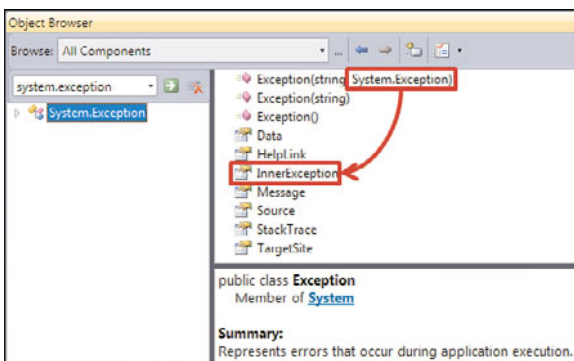 Object Browser
Browse: All Components
...
system.exception
System.Exception
Exception(string, System.Exception)
Exception(string)
Exception()
Data
HelpLink
InnerException
Message
Source
StackTrace
TargetSite
public class Exception
Member of System
Summary:
Represents errors that occur during application execution.